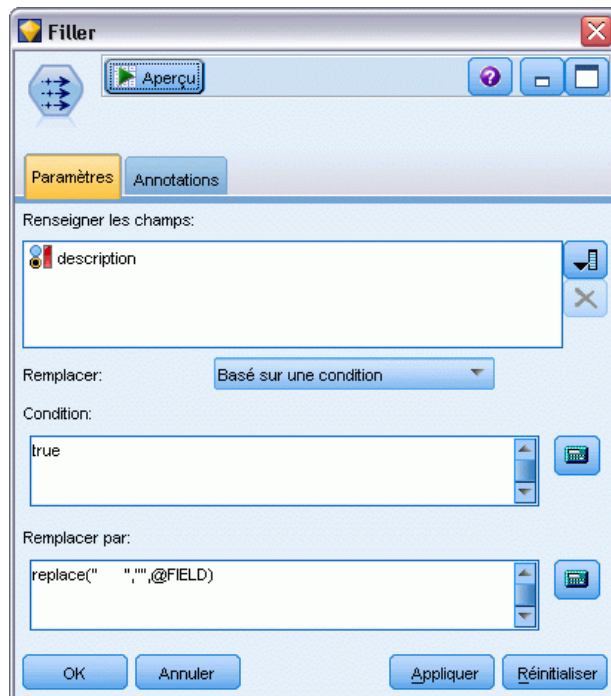 Filler
Aperçu
Paramètres
Annotations
Renseigner les champs:
description
Remplacer:
Basé sur une condition
Condition:
true
Remplacer par:
replace("      ","",@FIELD)
OK
Annuler
Appliquer
Réinitialiser